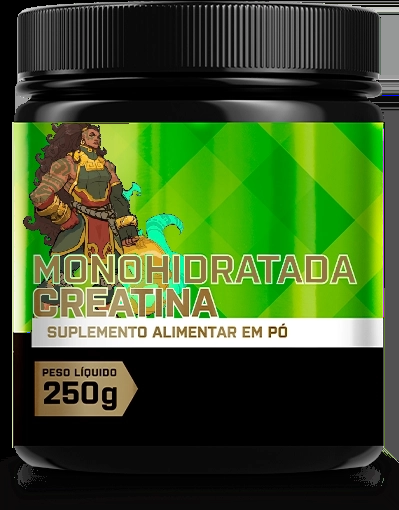 MONOHIDRATADA
CREATINA
SUPLEMENTO ALIMENTAR EM PÓ
PESO LÍQUIDO
250g